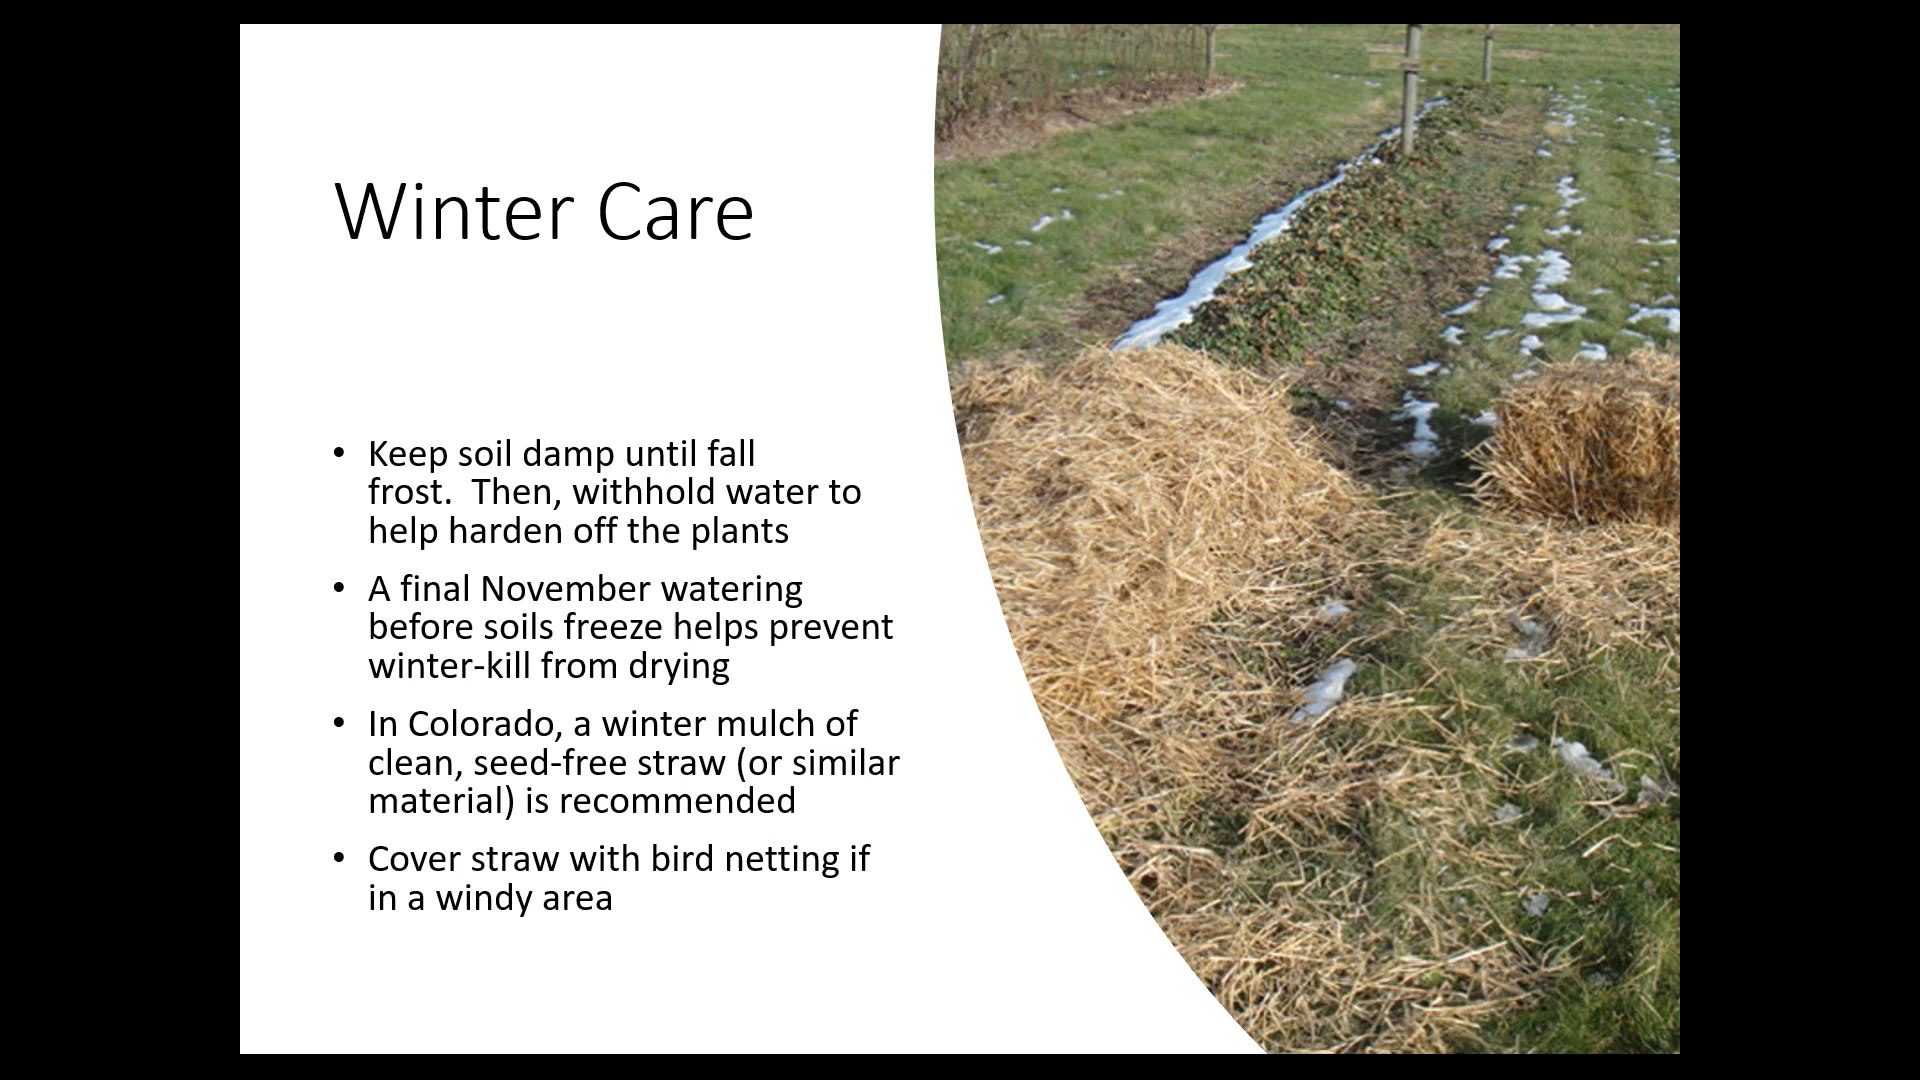 Winter Care
• Keep soil damp until fall
frost.  Then, withhold water to
help harden off the plants
• A final November watering
before soils freeze helps prevent
winter-kill from drying
• In Colorado, a winter mulch of
clean, seed-free straw (or similar
material) is recommended
• Cover straw with bird netting if
in a windy area